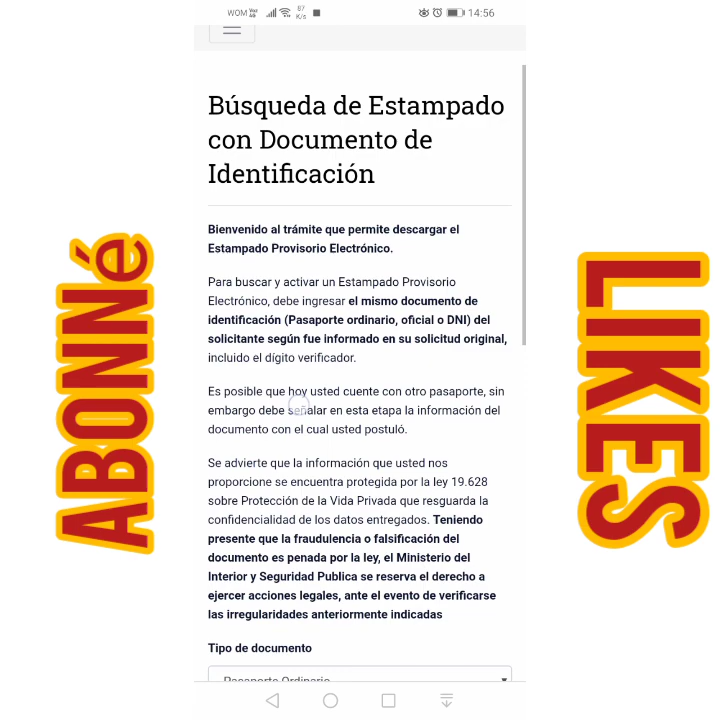 WOM 87 K/s 14:56
Búsqueda de Estampado
con Documento de
Identificación
Bienvenido al trámite que permite descargar el
Estampado Provisorio Electrónico.
Para buscar y activar un Estampado Provisorio
Electrónico, debe ingresar el mismo documento de
identificación (Pasaporte ordinario, oficial o DNI) del
solicitante según fue informado en su solicitud original,
incluido el dígito verificador.
Es posible que hoy usted cuente con otro pasaporte, sin
embargo debe señalar en esta etapa la información del
documento con el cual usted postuló.
Se advierte que la información que usted nos
proporcione se encuentra protegida por la ley 19.628
sobre Protección de la Vida Privada que resguarda la
confidencialidad de los datos entregados. Teniendo
presente que la fraudulencia o falsificación del
documento es penada por la ley, el Ministerio del
Interior y Seguridad Publica se reserva el derecho a
ejercer acciones legales, ante el evento de verificarse
las irregularidades anteriormente indicadas
Tipo de documento
Pasaporte Ordinario
ABONNé
LIKES